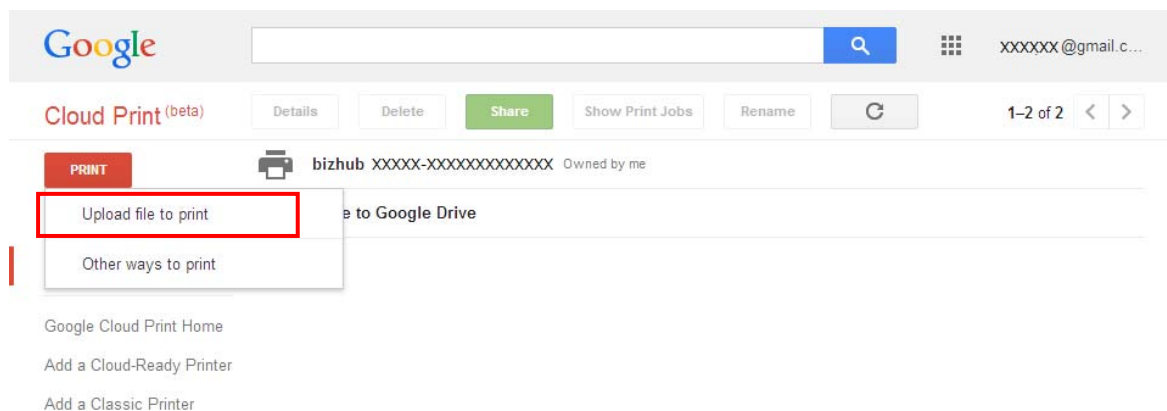 Google
xxxxxx@gmail.c...
Cloud Print (beta)
Details
Delete
Share
Show Print Jobs
Rename
1–2 of 2
PRINT
bizhub XXXXX-XXXXXXXXXXXXX Owned by me
Upload file to print
e to Google Drive
Other ways to print
Google Cloud Print Home
Add a Cloud-Ready Printer
Add a Classic Printer